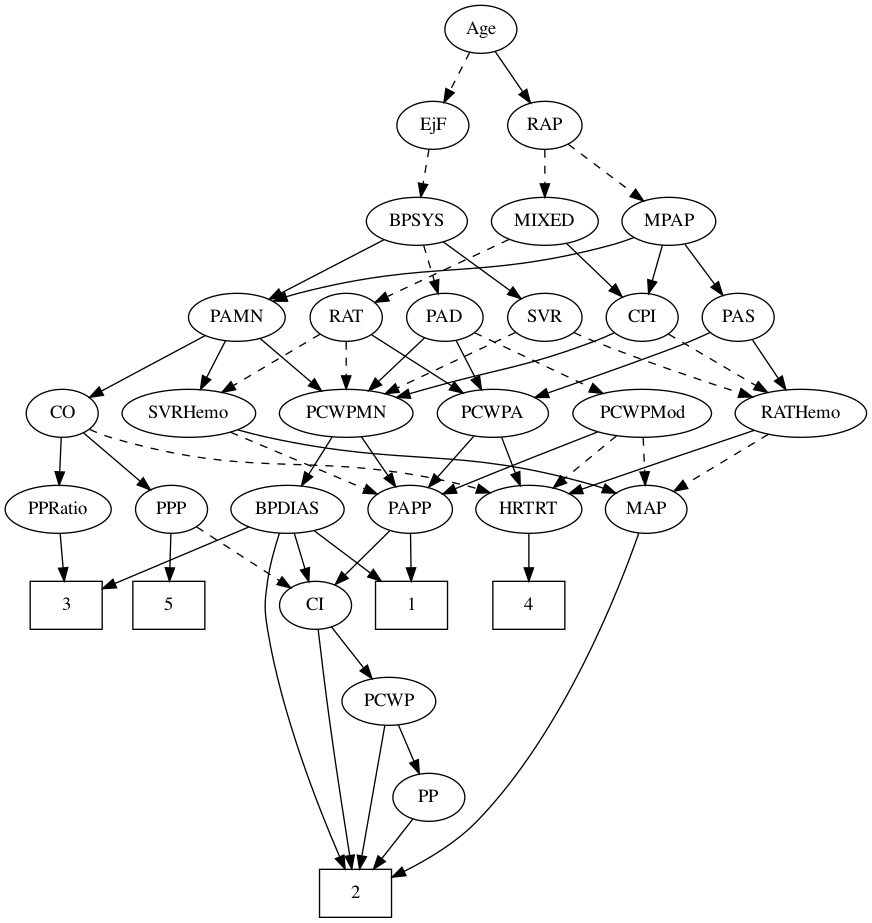 Age
EjF
RAP
BPSYS
MIXED
MPAP
PAMN
RAT
PAD
SVR
CPI
PAS
CO
SVRHemo
PCWPMN
PCWPA
PCWPMod
RATHemo
PPRatio
PPP
BPDIAS
PAPP
HRTRT
MAP
3
5
CI
1
4
PCWP
PP
2